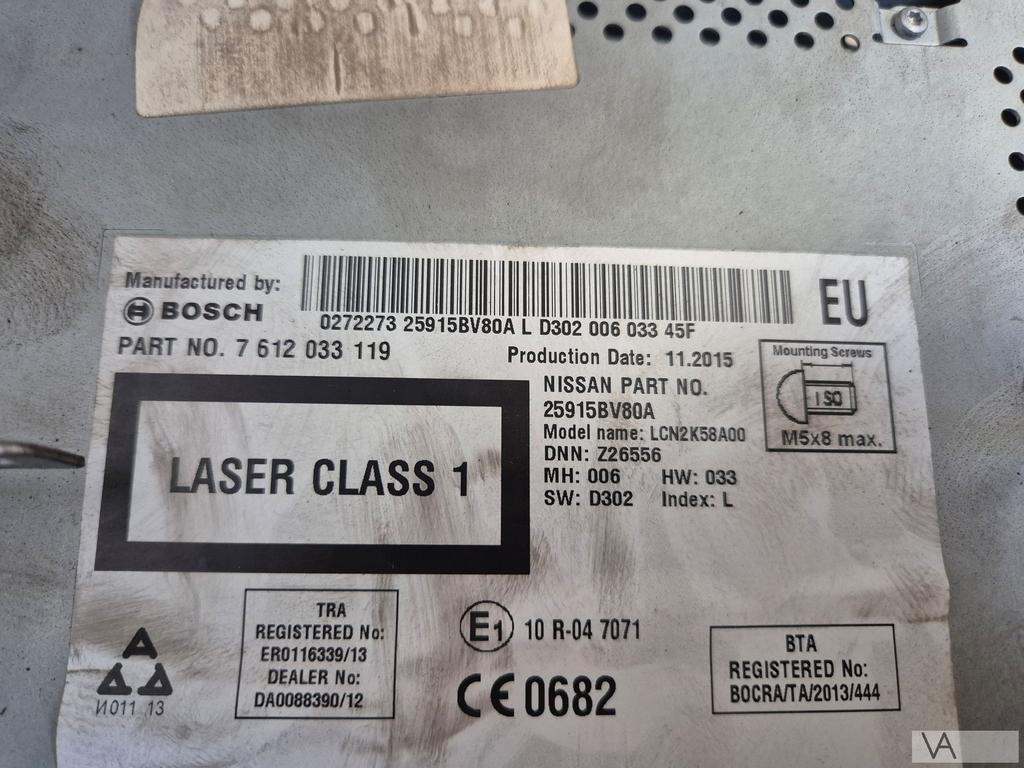 Manufactured by:
BOSCH
0272273 25915BV80A L D302 006 033 45F
EU
PART NO. 7 612 033 119
Production Date: 11.2015
NISSAN PART NO.
25915BV80A
Model name: LCN2K58A00
DNN: Z26556
MH: 006 HW: 033
SW: D302 Index: L
Mounting Screws
ISO
M5x8 max.
LASER CLASS 1
TRA
REGISTERED No:
ER0116339/13
DEALER No:
DA0088390/12
И011 13
E1 10 R-04 7071
CE 0682
BTA
REGISTERED No:
BOCRA/TA/2013/444
VA